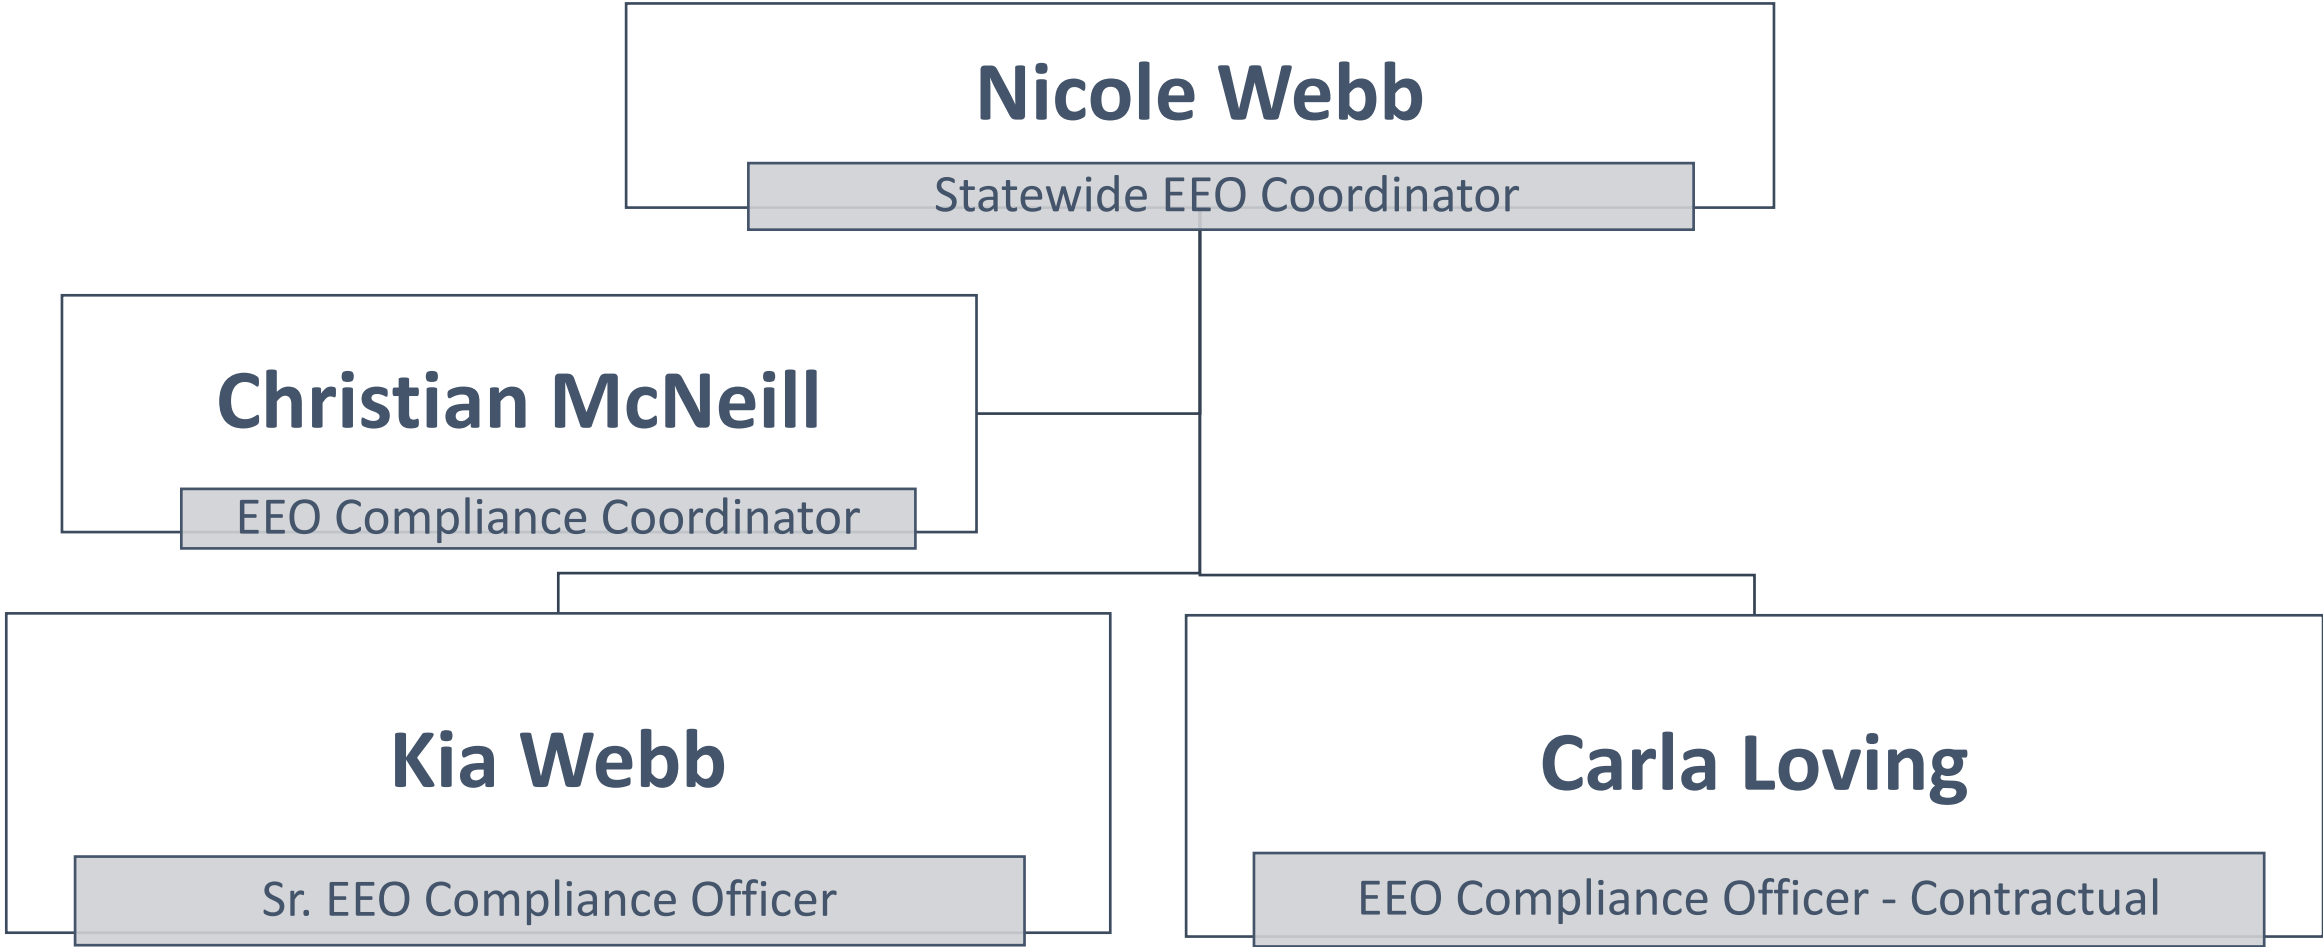 Nicole Webb
Statewide EEO Coordinator
Christian McNeill
EEO Compliance Coordinator
Kia Webb
Sr. EEO Compliance Officer
Carla Loving
EEO Compliance Officer - Contractual